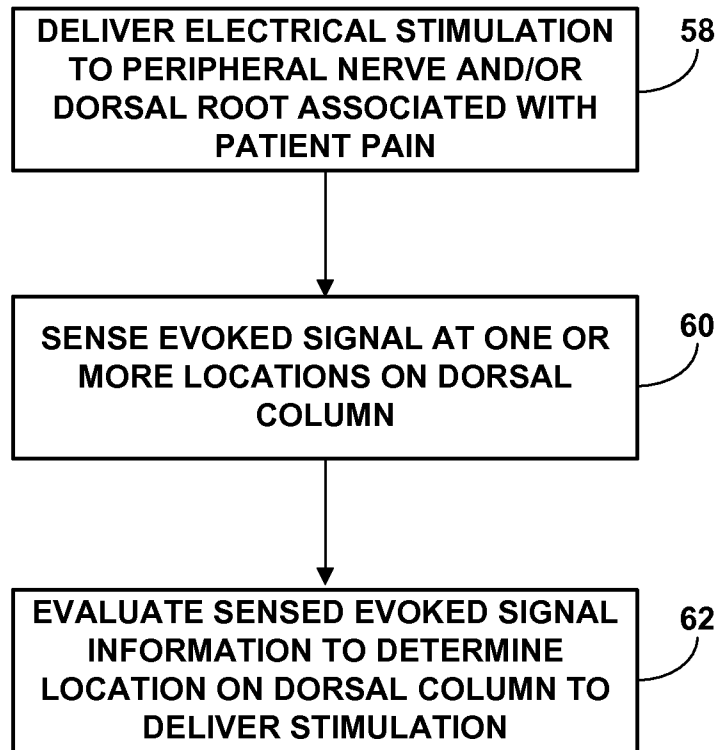 DELIVER ELECTRICAL STIMULATION
TO PERIPHERAL NERVE AND/OR
DORSAL ROOT ASSOCIATED WITH
PATIENT PAIN
58
SENSE EVOKED SIGNAL AT ONE OR
MORE LOCATIONS ON DORSAL
COLUMN
60
EVALUATE SENSED EVOKED SIGNAL
INFORMATION TO DETERMINE
LOCATION ON DORSAL COLUMN TO
DELIVER STIMULATION
62